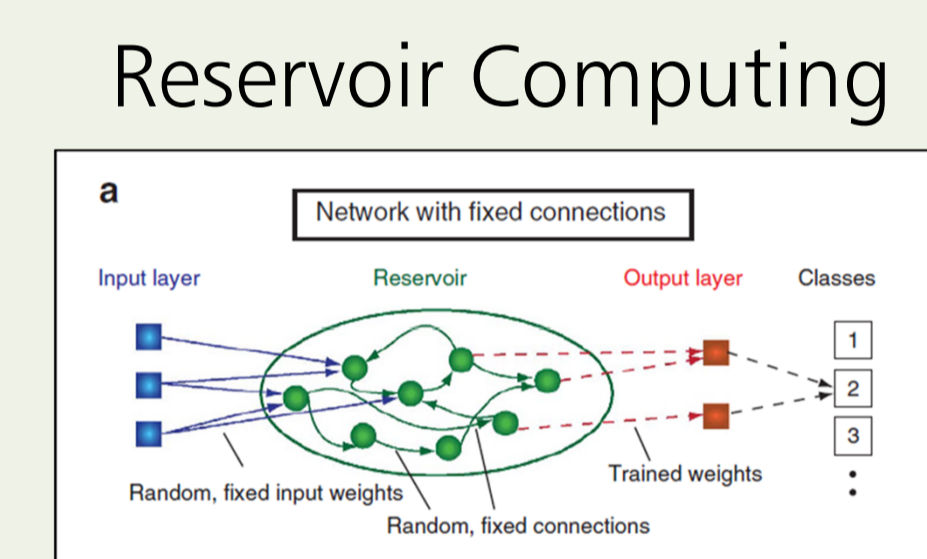 Reservoir Computing
a
Network with fixed connections
Input layer
Reservoir
Output layer
Classes
1
2
3
Trained weights
Random, fixed input weights
Random, fixed connections